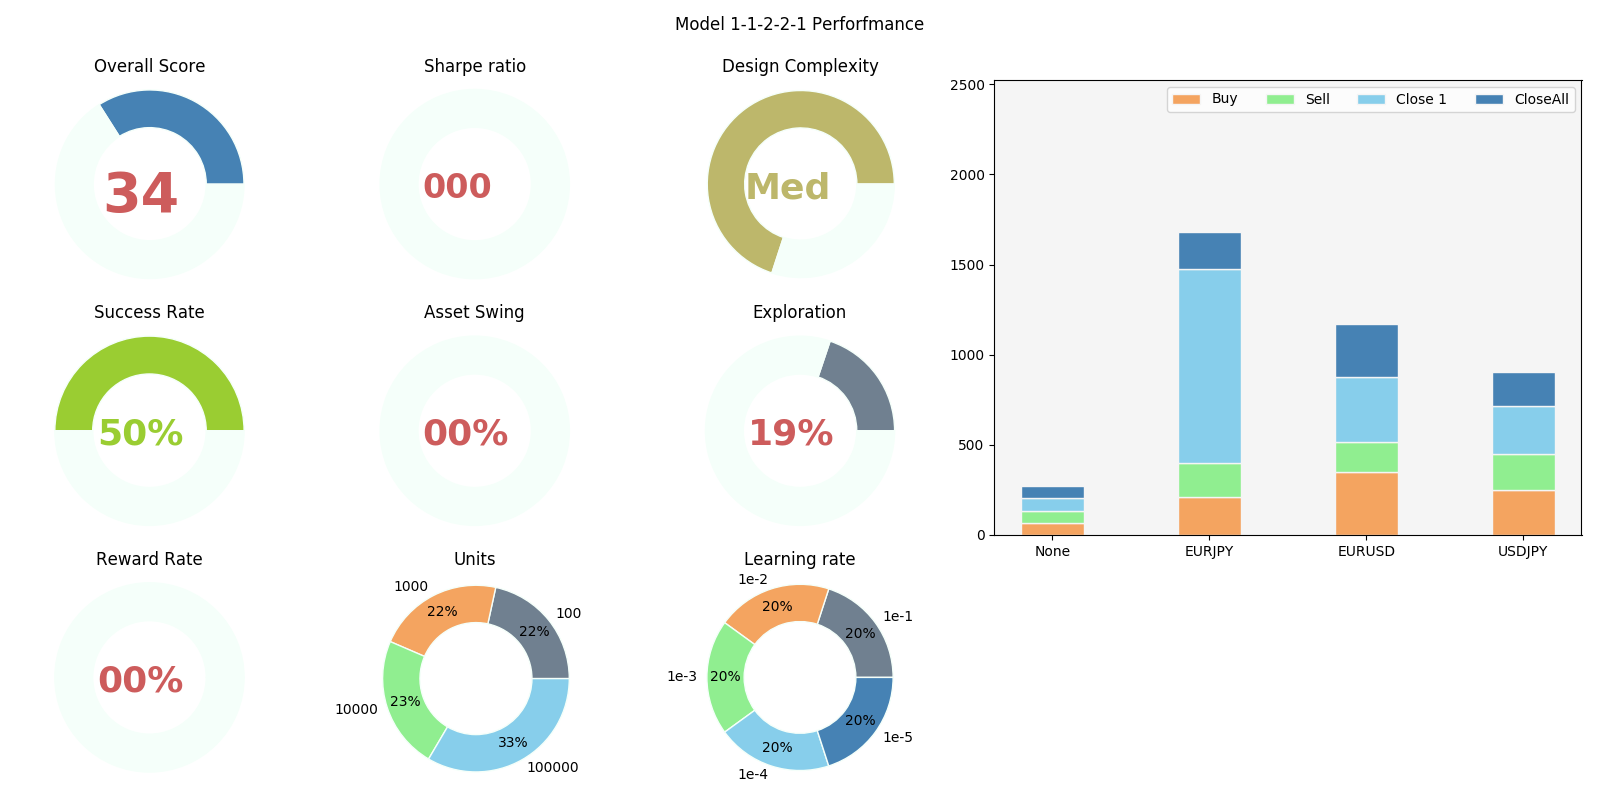 Model 1-1-2-2-1 Perforfmance
Overall Score
34
Sharpe ratio
000
Design Complexity
Med
Success Rate
50%
Asset Swing
00%
Exploration
19%
Reward Rate
00%
Units
1000
100
22%
22%
10000
23%
33%
100000
Learning rate
1e-2
20%
1e-1
20%
1e-3
20%
20%
1e-5
20%
1e-4
Buy
Sell
Close 1
CloseAll
2500
2000
1500
1000
500
0
None
EURJPY
EURUSD
USDJPY